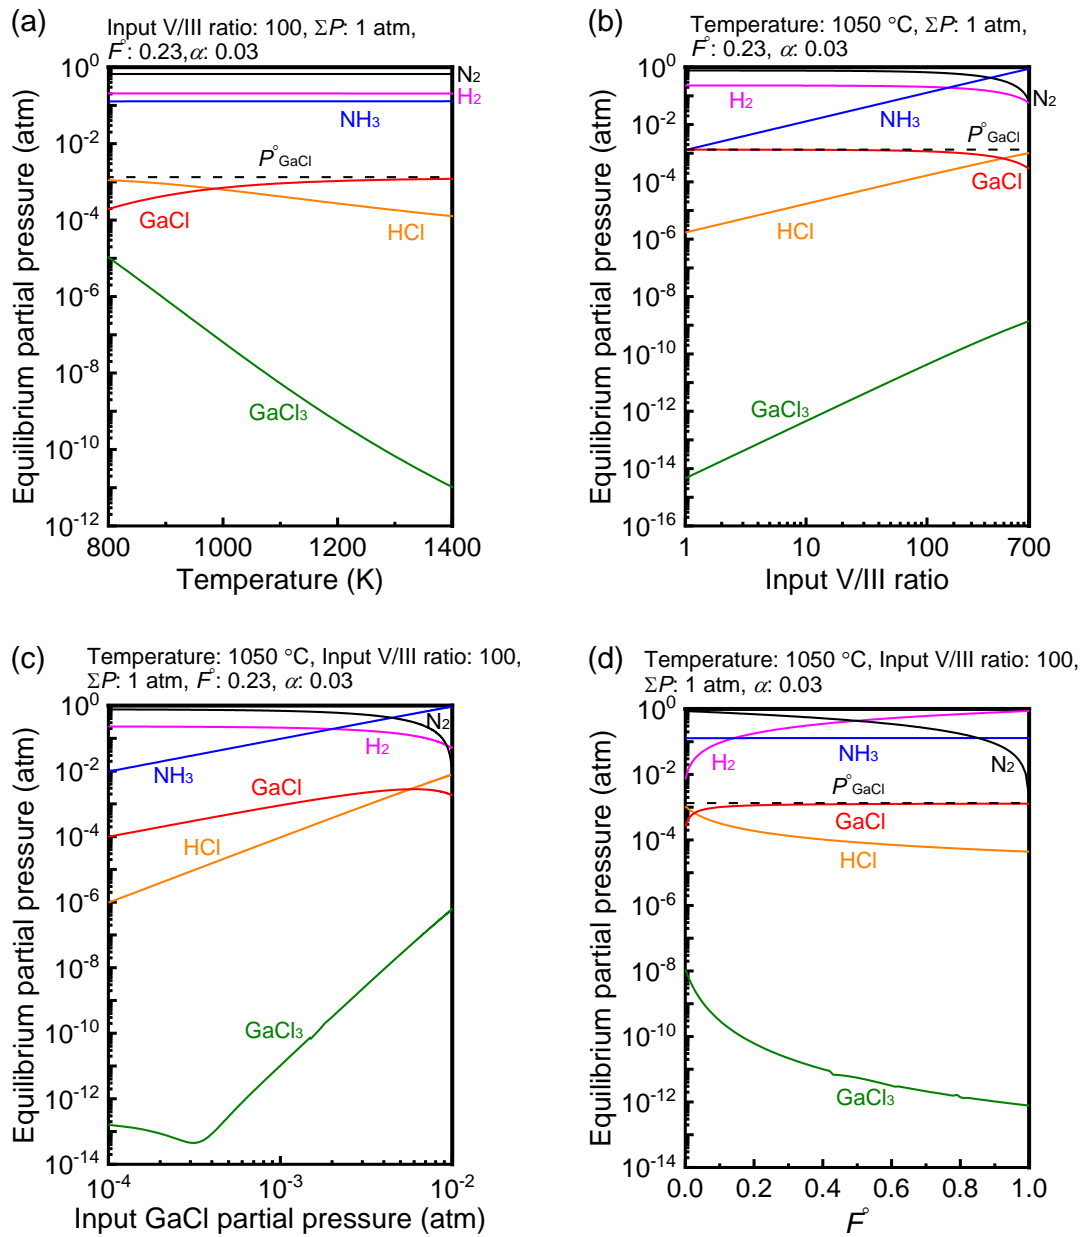 (a)
Input V/III ratio: 100, ΣP: 1 atm,
F°: 0.23, α: 0.03
Equilibrium partial pressure (atm)
10⁰
10⁻²
10⁻⁴
10⁻⁶
10⁻⁸
10⁻¹⁰
10⁻¹²
N₂
H₂
NH₃
P°GaCl
GaCl
HCl
GaCl₃
800
1000
1200
1400
Temperature (K)
(b)
Temperature: 1050 °C, ΣP: 1 atm,
F°: 0.23, α: 0.03
Equilibrium partial pressure (atm)
10⁰
10⁻²
10⁻⁴
10⁻⁶
10⁻⁸
10⁻¹⁰
10⁻¹²
10⁻¹⁴
10⁻¹⁶
H₂
NH₃
N₂
P°GaCl
GaCl
HCl
GaCl₃
1
10
100
700
Input V/III ratio
(c)
Temperature: 1050 °C, Input V/III ratio: 100,
ΣP: 1 atm, F°: 0.23, α: 0.03
Equilibrium partial pressure (atm)
10⁰
10⁻²
10⁻⁴
10⁻⁶
10⁻⁸
10⁻¹⁰
10⁻¹²
10⁻¹⁴
N₂
H₂
NH₃
GaCl
HCl
GaCl₃
10⁻⁴
10⁻³
10⁻²
Input GaCl partial pressure (atm)
(d)
Temperature: 1050 °C, Input V/III ratio: 100,
ΣP: 1 atm, α: 0.03
Equilibrium partial pressure (atm)
10⁰
10⁻²
10⁻⁴
10⁻⁶
10⁻⁸
10⁻¹⁰
10⁻¹²
10⁻¹⁴
H₂
NH₃
N₂
P°GaCl
GaCl
HCl
GaCl₃
0.0
0.2
0.4
0.6
0.8
1.0
F°